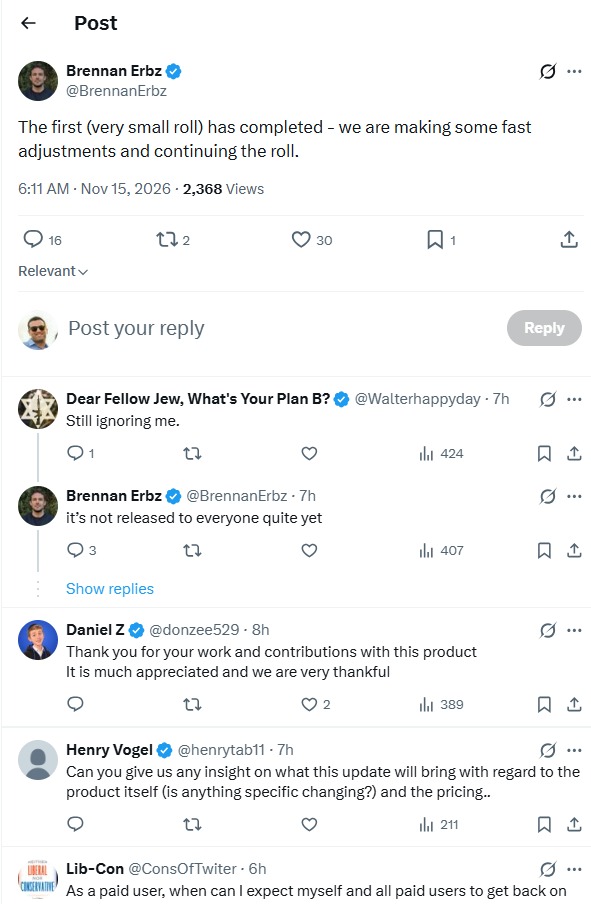 Post
Brennan Erbz
@BrennanErbz
The first (very small roll) has completed - we are making some fast
adjustments and continuing the roll.
6:11 AM · Nov 15, 2026 · 2,368 Views
16 2 30 1
Relevant
Post your reply
Reply
Dear Fellow Jew, What's Your Plan B? @Walterhappyday · 7h
Still ignoring me.
1 424
Brennan Erbz @BrennanErbz · 7h
it’s not released to everyone quite yet
3 407
Show replies
Daniel Z @donzee529 · 8h
Thank you for your work and contributions with this product
It is much appreciated and we are very thankful
2 389
Henry Vogel @henrytab11 · 7h
Can you give us any insight on what this update will bring with regard to the
product itself (is anything specific changing?) and the pricing..
211
LIBERAL
CONSERVATIVE
Lib-Con @ConsOfTwiter · 6h
As a paid user, when can I expect myself and all paid users to get back on